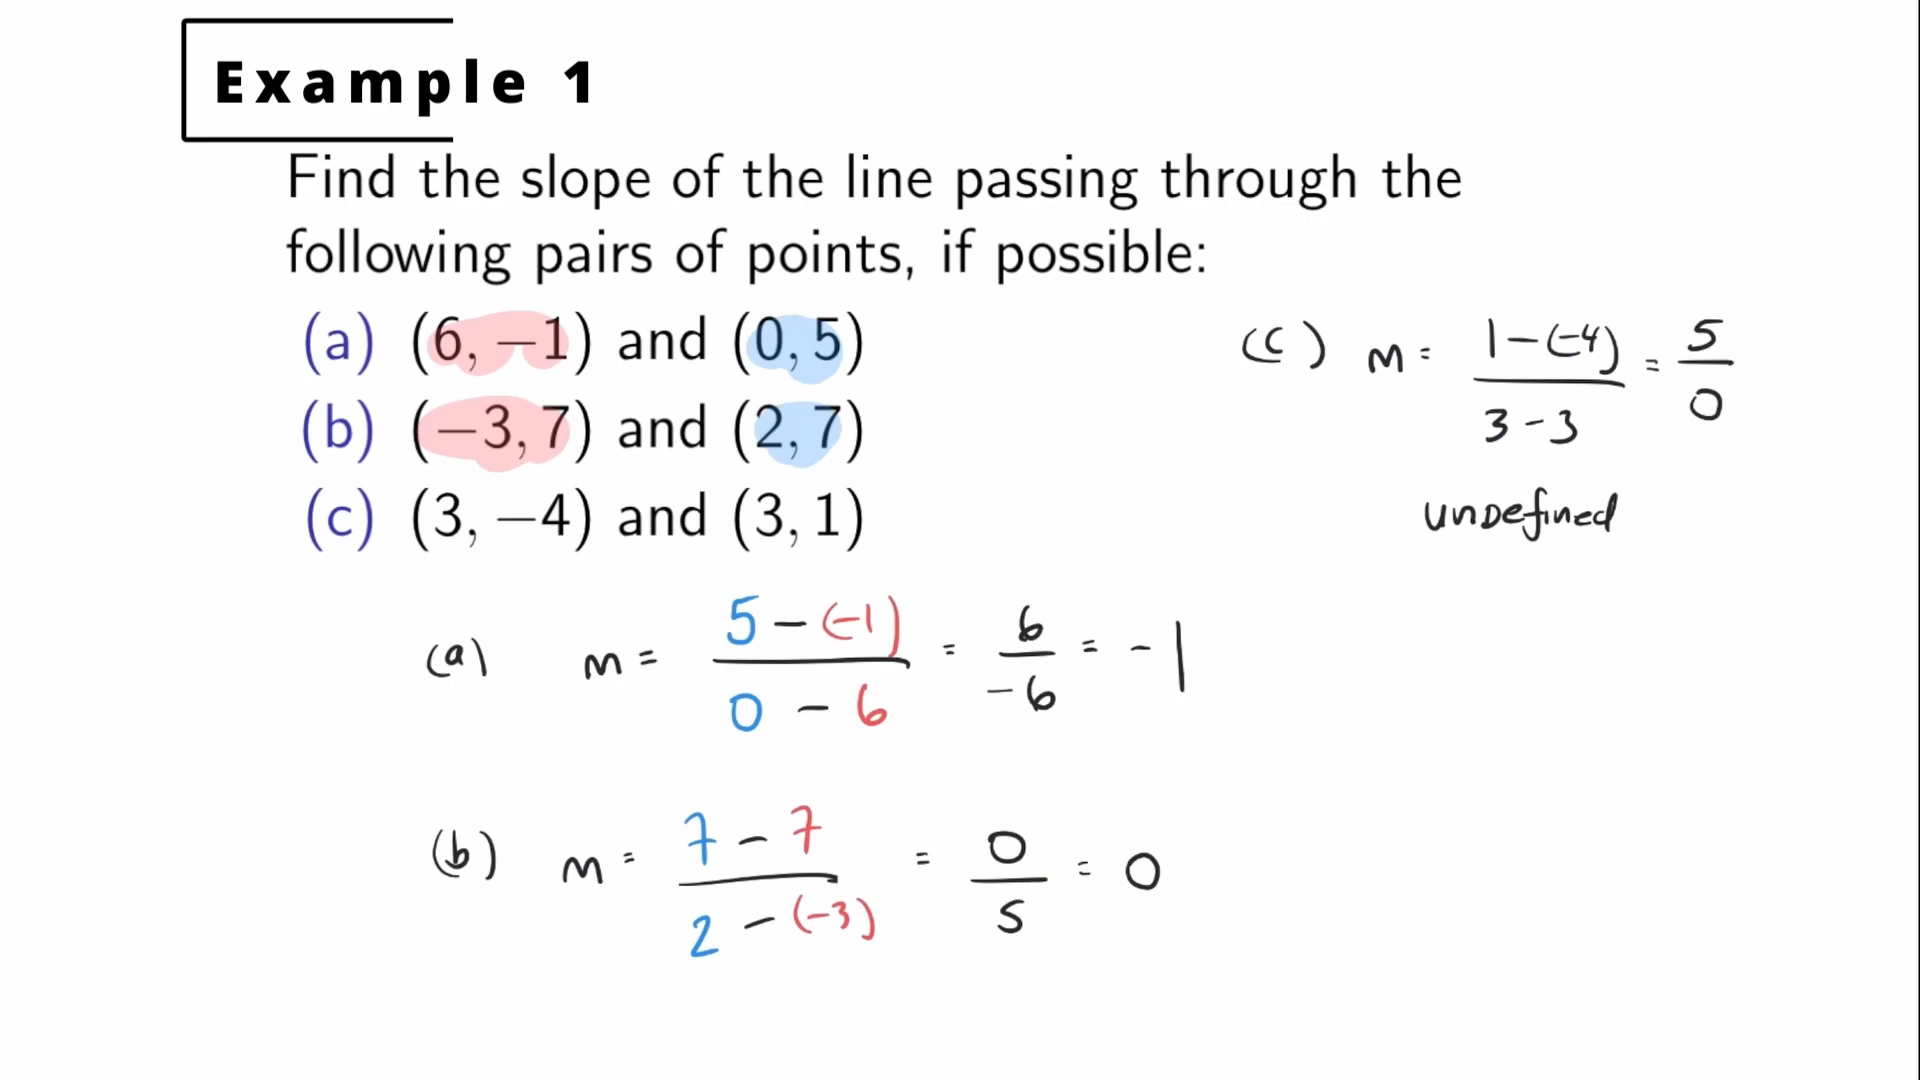 Example 1
Find the slope of the line passing through the
following pairs of points, if possible:
(a) (6, −1) and (0, 5)
(b) (−3, 7) and (2, 7)
(c) (3, −4) and (3, 1)
(c) m = (1 − (−4))/(3 − 3) = 5/0
undefined
(a) m = (5 − (−1))/(0 − 6) = 6/−6 = −1
(b) m = (7 − 7)/(2 − (−3)) = 0/5 = 0